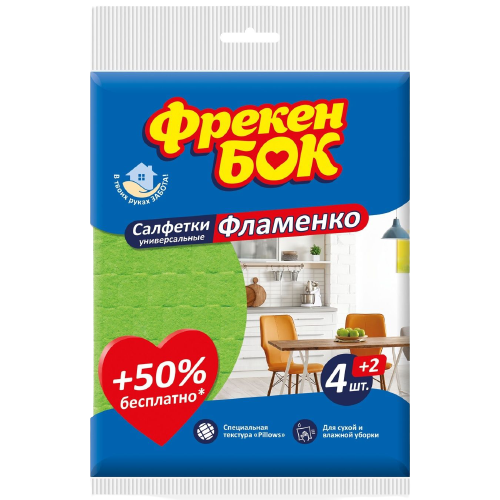 Фрекен
БОК
В твоих руках ЗАБОТА!
Салфетки
универсальные
Фламенко
+50%
бесплатно*
4 +2
шт.
Специальная
текстура «Pillows»
Для сухой и
влажной уборки